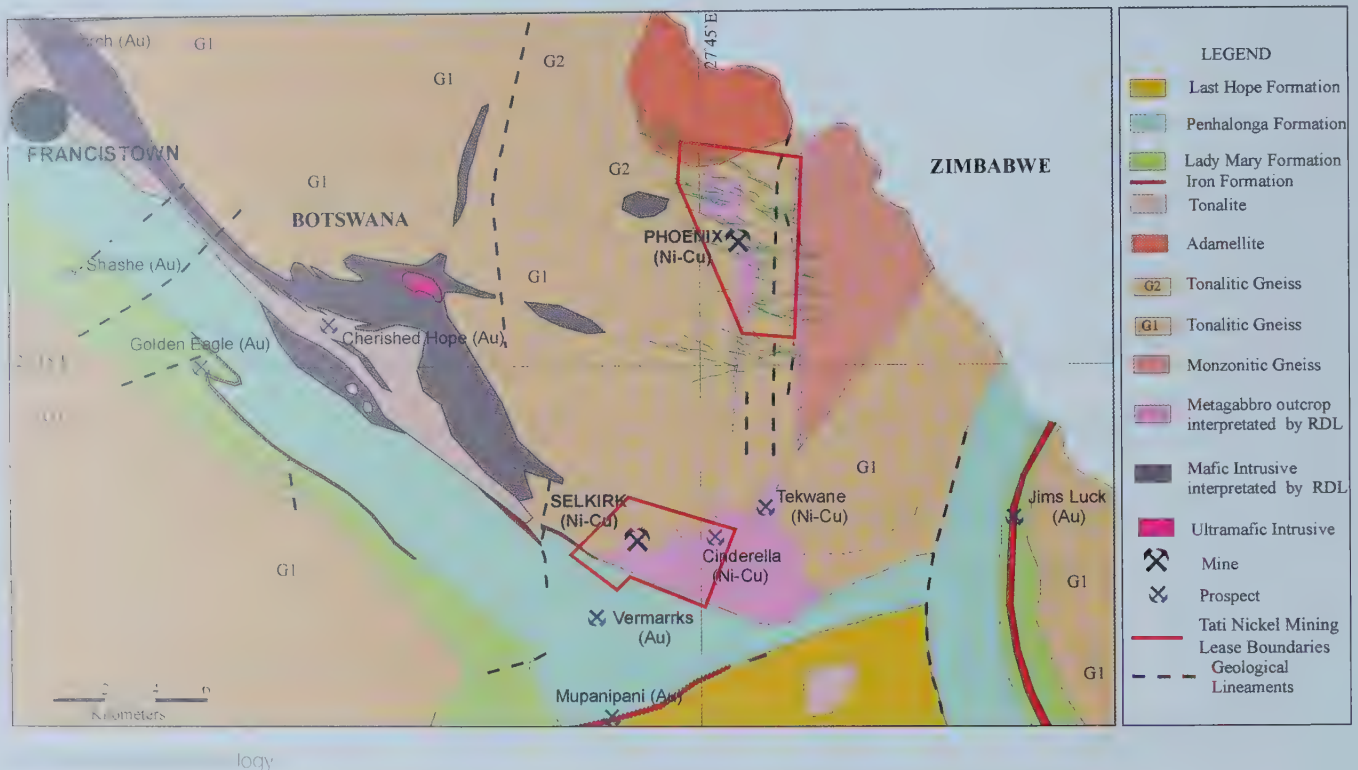 (Au)
G1
G2
27°45'E
G1
FRANCISTOWN
G1
BOTSWANA
G2
ZIMBABWE
PHOENIX
(Ni-Cu)
Shashe (Au)
G1
Cherished Hope (Au)
Golden Eagle (Au)
SELKIRK
(Ni-Cu)
Tekwane
(Ni-Cu)
G1
Jims Luck
(Au)
Cinderella
(Ni-Cu)
G1
G1
Vermarrks
(Au)
G1
Mupanipani (Au)
Kilometers
LEGEND
Last Hope Formation
Penhalonga Formation
Lady Mary Formation
Iron Formation
Tonalite
Adamellite
G2 Tonalitic Gneiss
G1 Tonalitic Gneiss
Monzonitic Gneiss
Metagabbro outcrop
interpretated by RDL
Mafic Intrusive
interpretated by RDL
Ultramafic Intrusive
Mine
Prospect
Tati Nickel Mining
Lease Boundaries
Geological
Lineaments